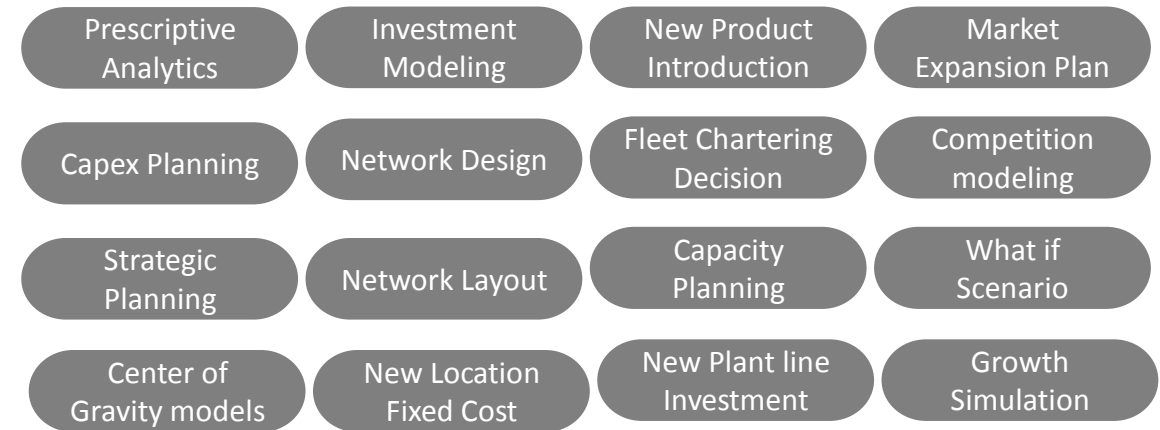 Prescriptive
Analytics
Investment
Modeling
New Product
Introduction
Market
Expansion Plan
Capex Planning
Network Design
Fleet Chartering
Decision
Competition
modeling
Strategic
Planning
Network Layout
Capacity
Planning
What if
Scenario
Center of
Gravity models
New Location
Fixed Cost
New Plant line
Investment
Growth
Simulation